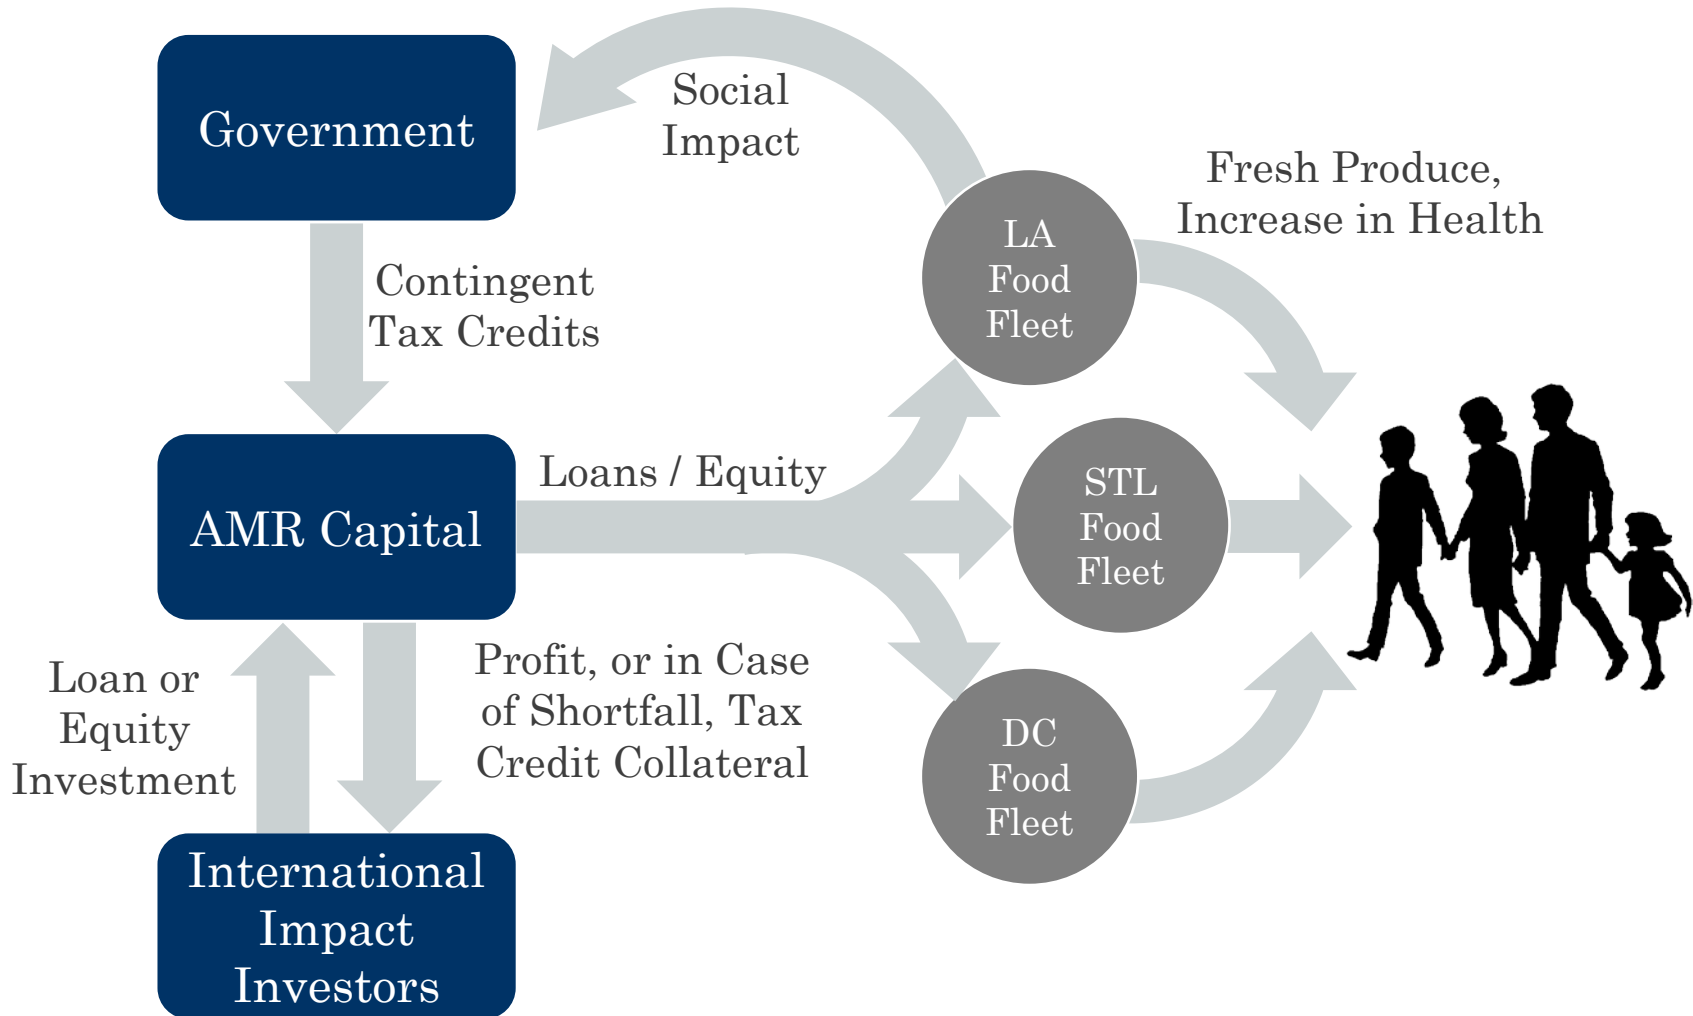 Government
Social
Impact
Fresh Produce,
Increase in Health
LA
Food
Fleet
Contingent
Tax Credits
AMR Capital
Loans / Equity
STL
Food
Fleet
Loan or
Equity
Investment
Profit, or in Case
of Shortfall, Tax
Credit Collateral
DC
Food
Fleet
International
Impact
Investors